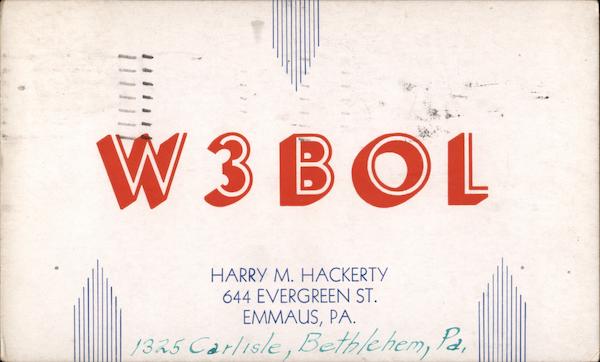 W3BOL
HARRY M. HACKERTY
644 EVERGREEN ST.
EMMAUS, PA.
1325 Carlisle, Bethlehem, Pa.